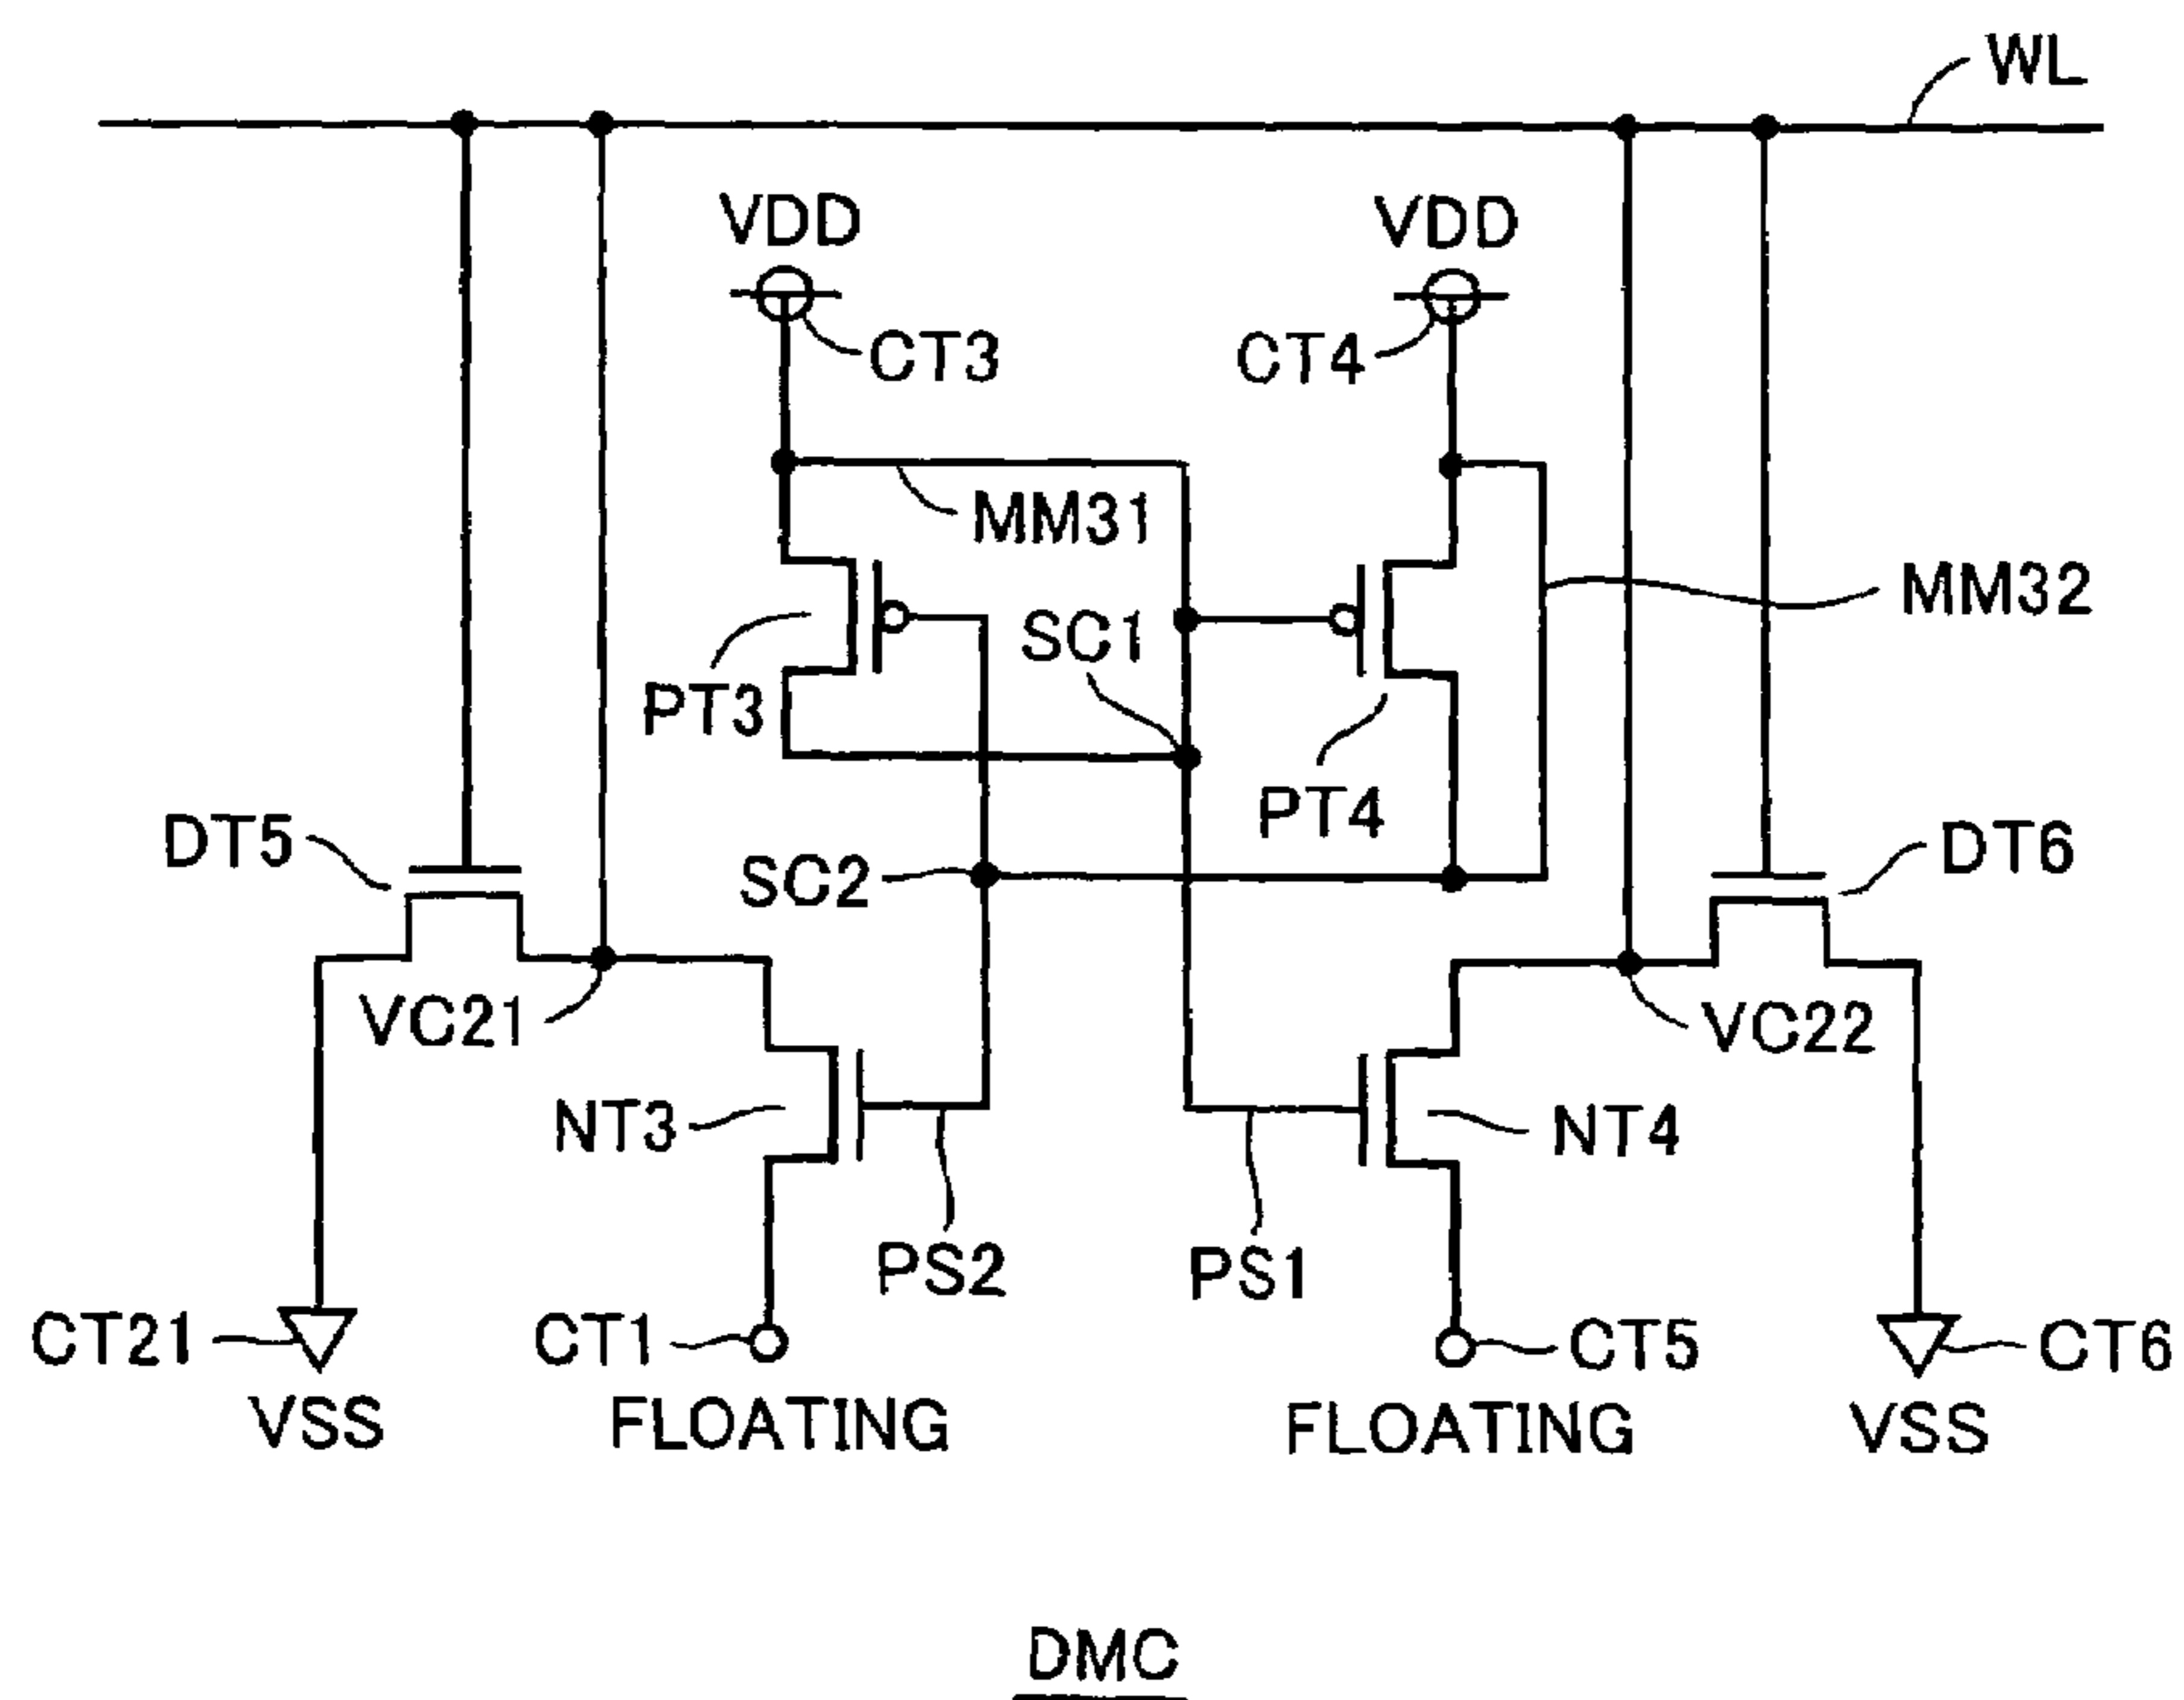 WL
VDD
VDD
CT3
CT4
MM31
MM32
SC1
PT3
PT4
DT5
DT6
SC2
VC21
VC22
NT3
NT4
PS2
PS1
CT21
CT1
CT5
CT6
VSS
FLOATING
FLOATING
VSS
DMC